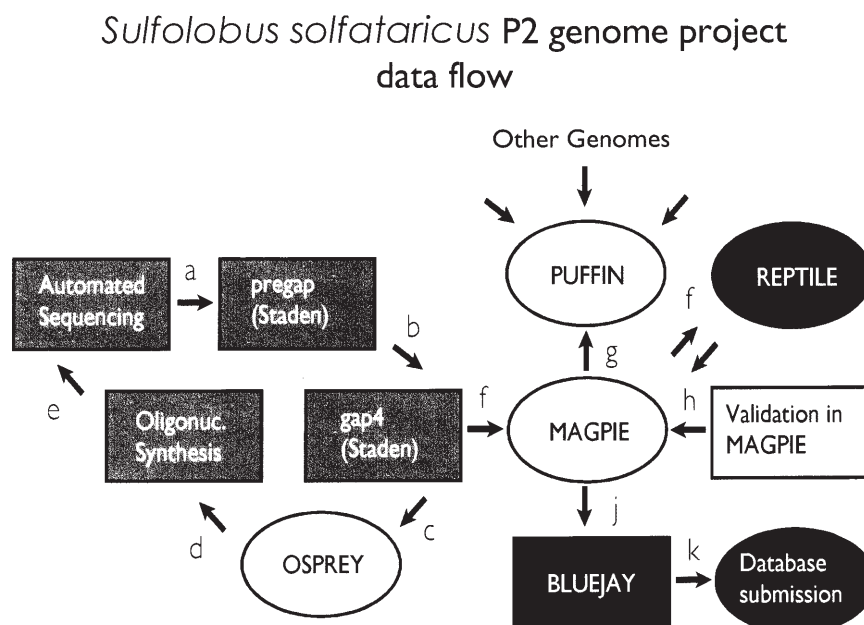 Sulfolobus solfataricus P2 genome project
data flow
Other Genomes
PUFFIN
REPTILE
Automated
Sequencing
a
pregap
(Staden)
b
f
g
e
Oligonuc.
Synthesis
gap4
(Staden)
f
MAGPIE
h
Validation in
MAGPIE
d
c
j
OSPREY
BLUEJAY
k
Database
submission